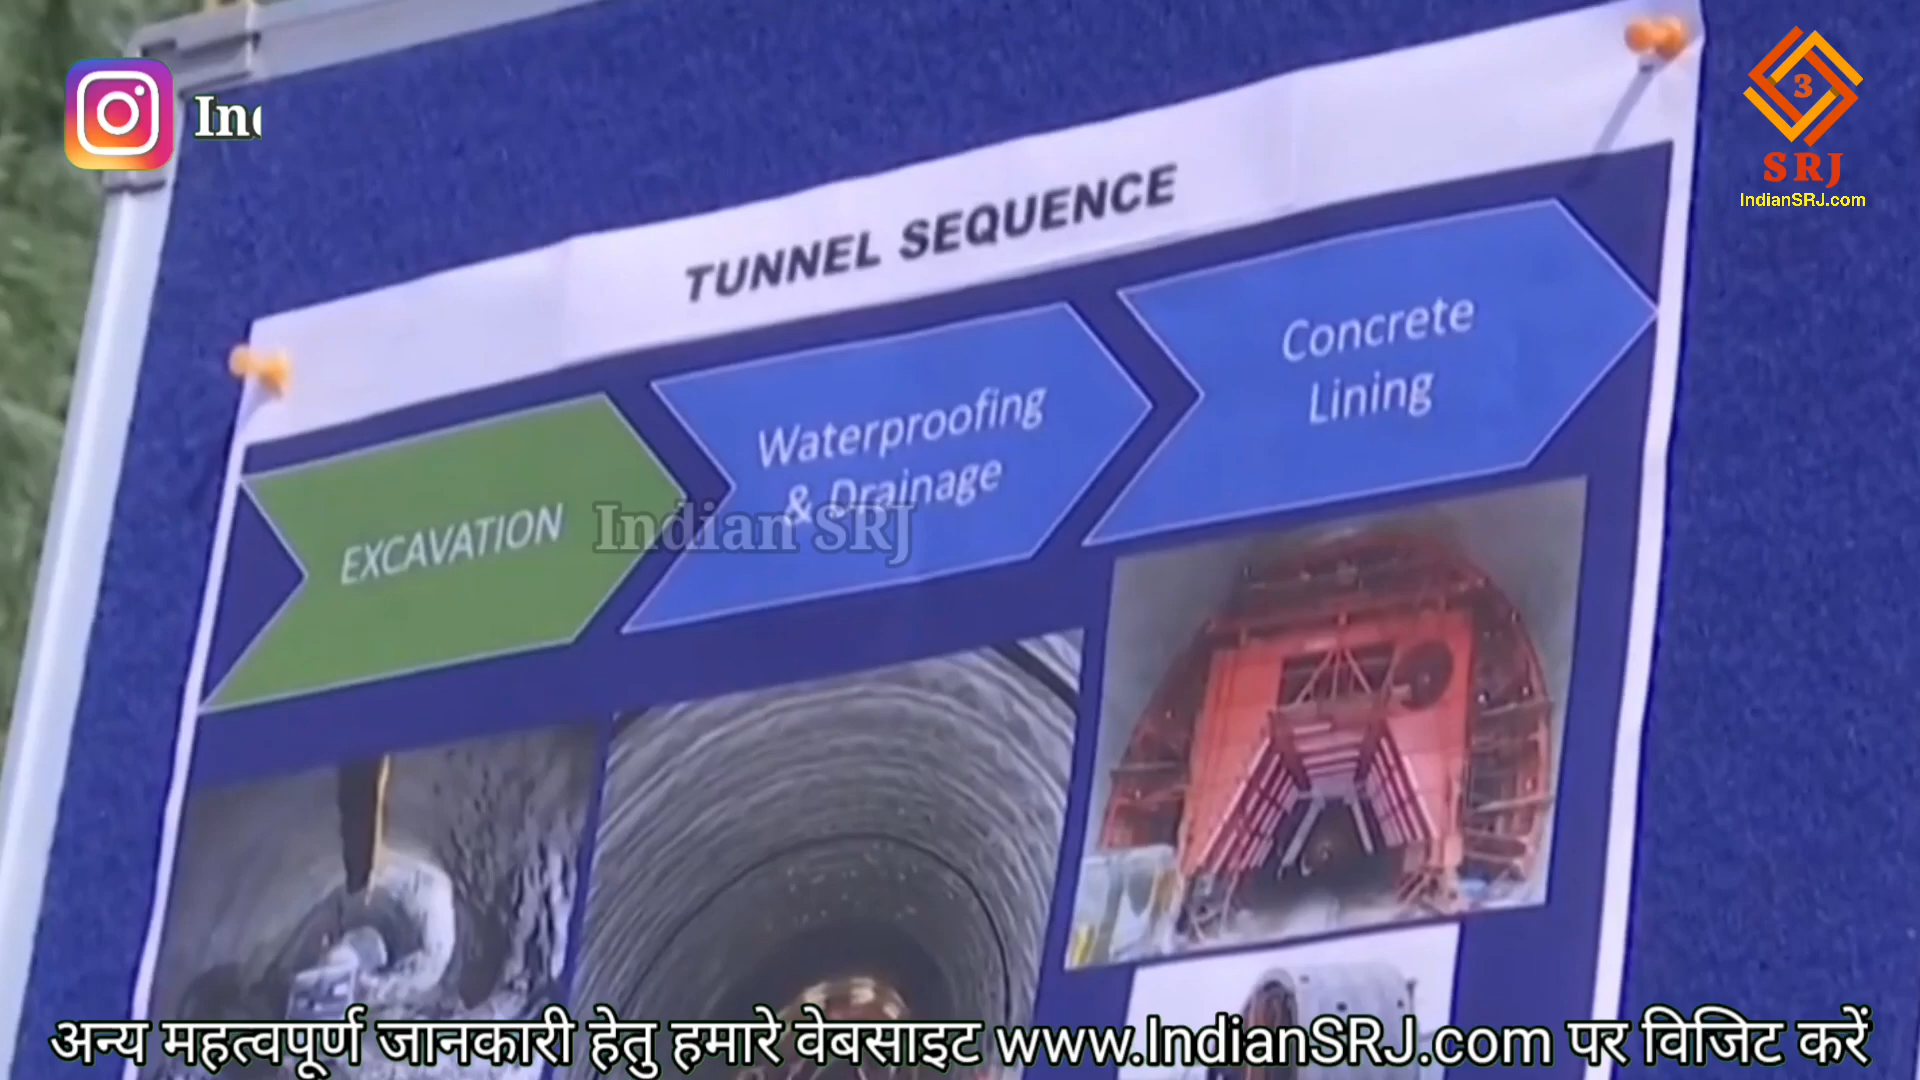 In
3
SRJ
IndianSRJ.com
TUNNEL SEQUENCE
EXCAVATION
Waterproofing
& Drainage
Concrete
Lining
Indian SRJ
अन्य महत्वपूर्ण जानकारी हेतु हमारे वेबसाइट www.IndianSRJ.com पर विजिट करें